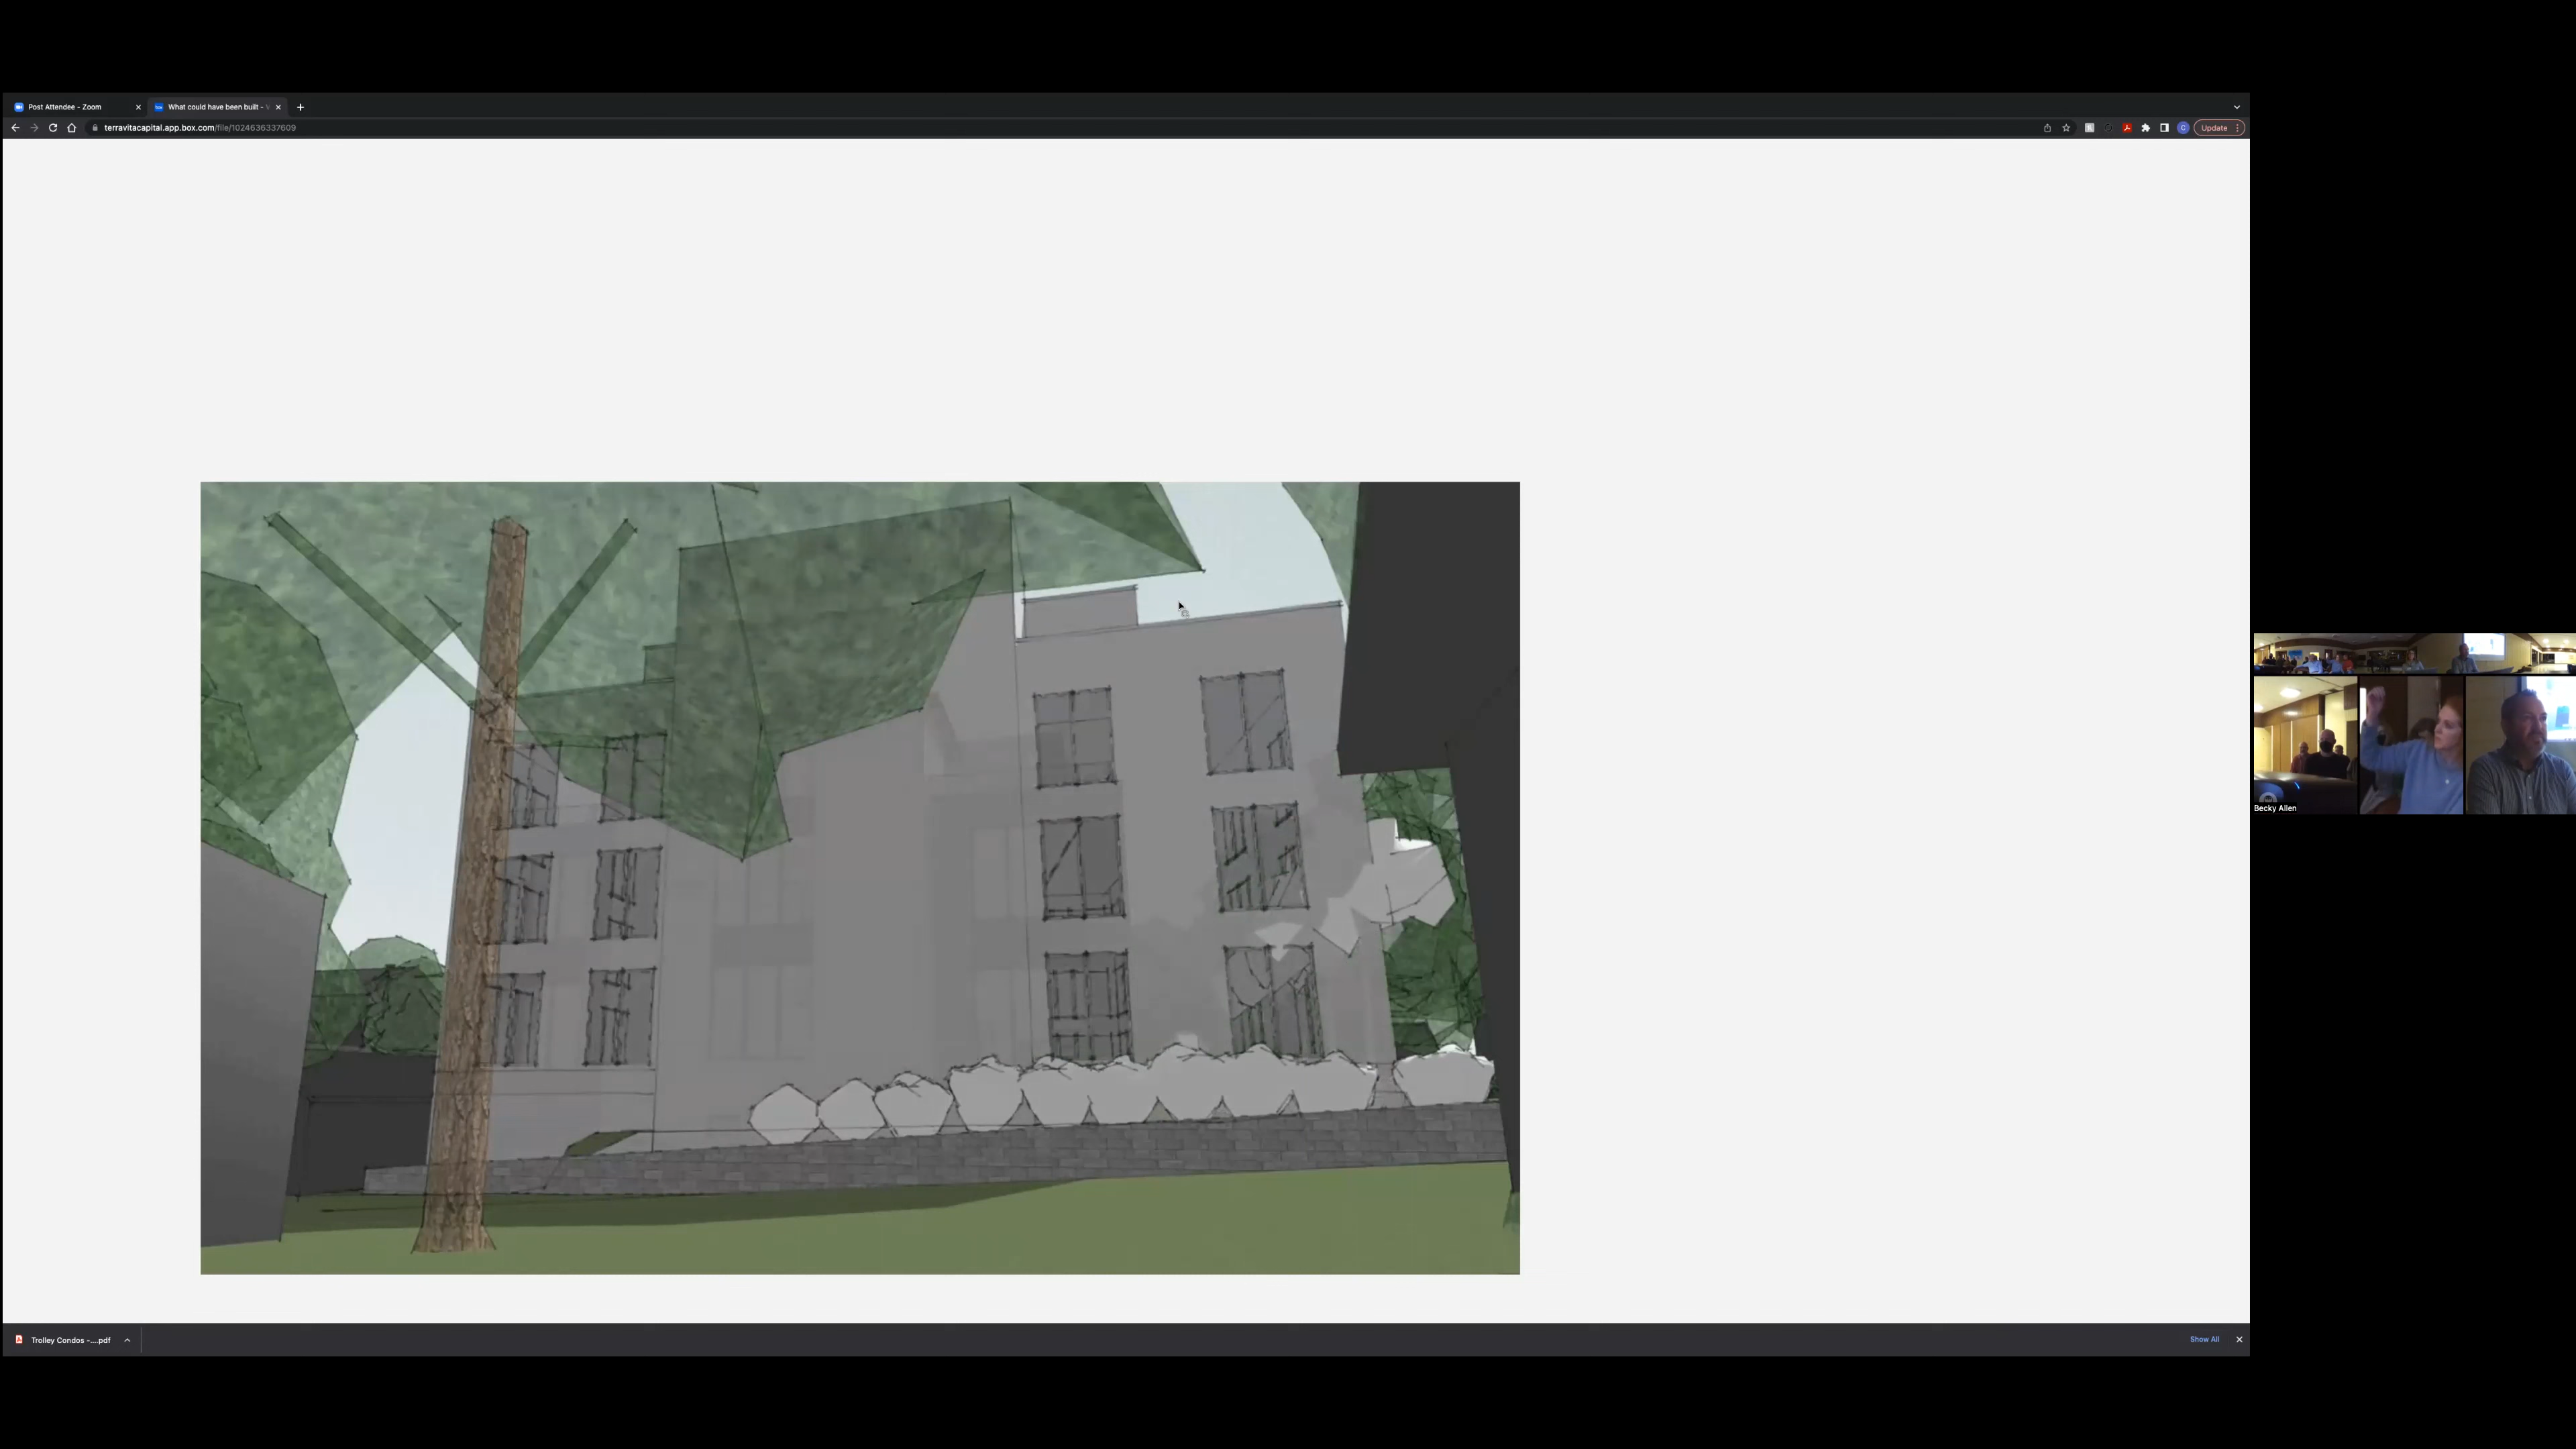 Post Attendee - Zoom
What could have been built -
terravitacapital.app.box.com/file/1024636337609
C
Update
Becky Allen
Trolley Condos -....pdf
Show All